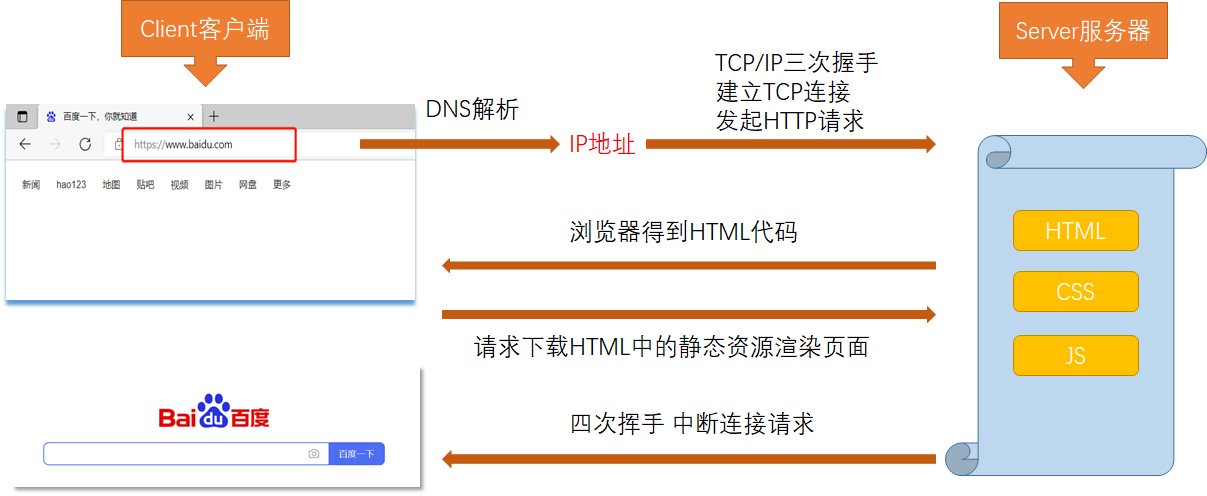 Client客户端
Server服务器
百度一下，你就知道
https://www.baidu.com
新闻 hao123 地图 贴吧 视频 图片 网盘 更多
DNS解析
IP地址
TCP/IP三次握手
建立TCP连接
发起HTTP请求
浏览器得到HTML代码
请求下载HTML中的静态资源渲染页面
四次挥手 中断连接请求
HTML
CSS
JS
Bai du 百度
百度一下